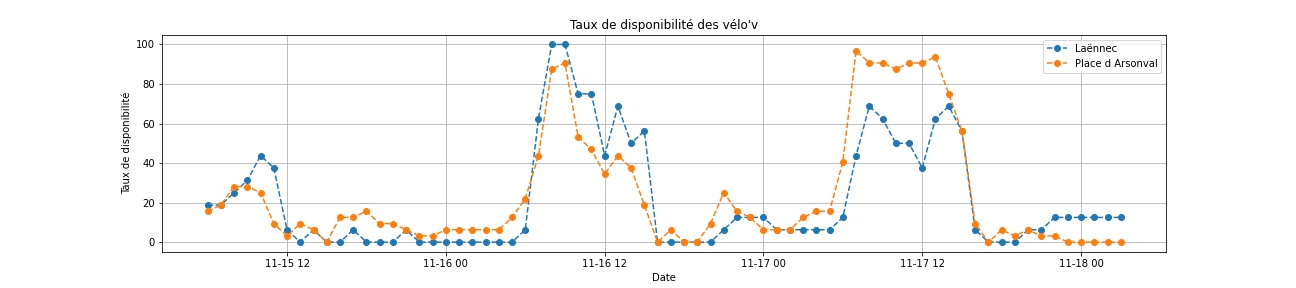 Taux de disponibilité des vélo'v
Taux de disponibilité
100
80
60
40
20
0
Laënnec
Place d Arsonval
11-15 12
11-16 00
11-16 12
11-17 00
11-17 12
11-18 00
Date